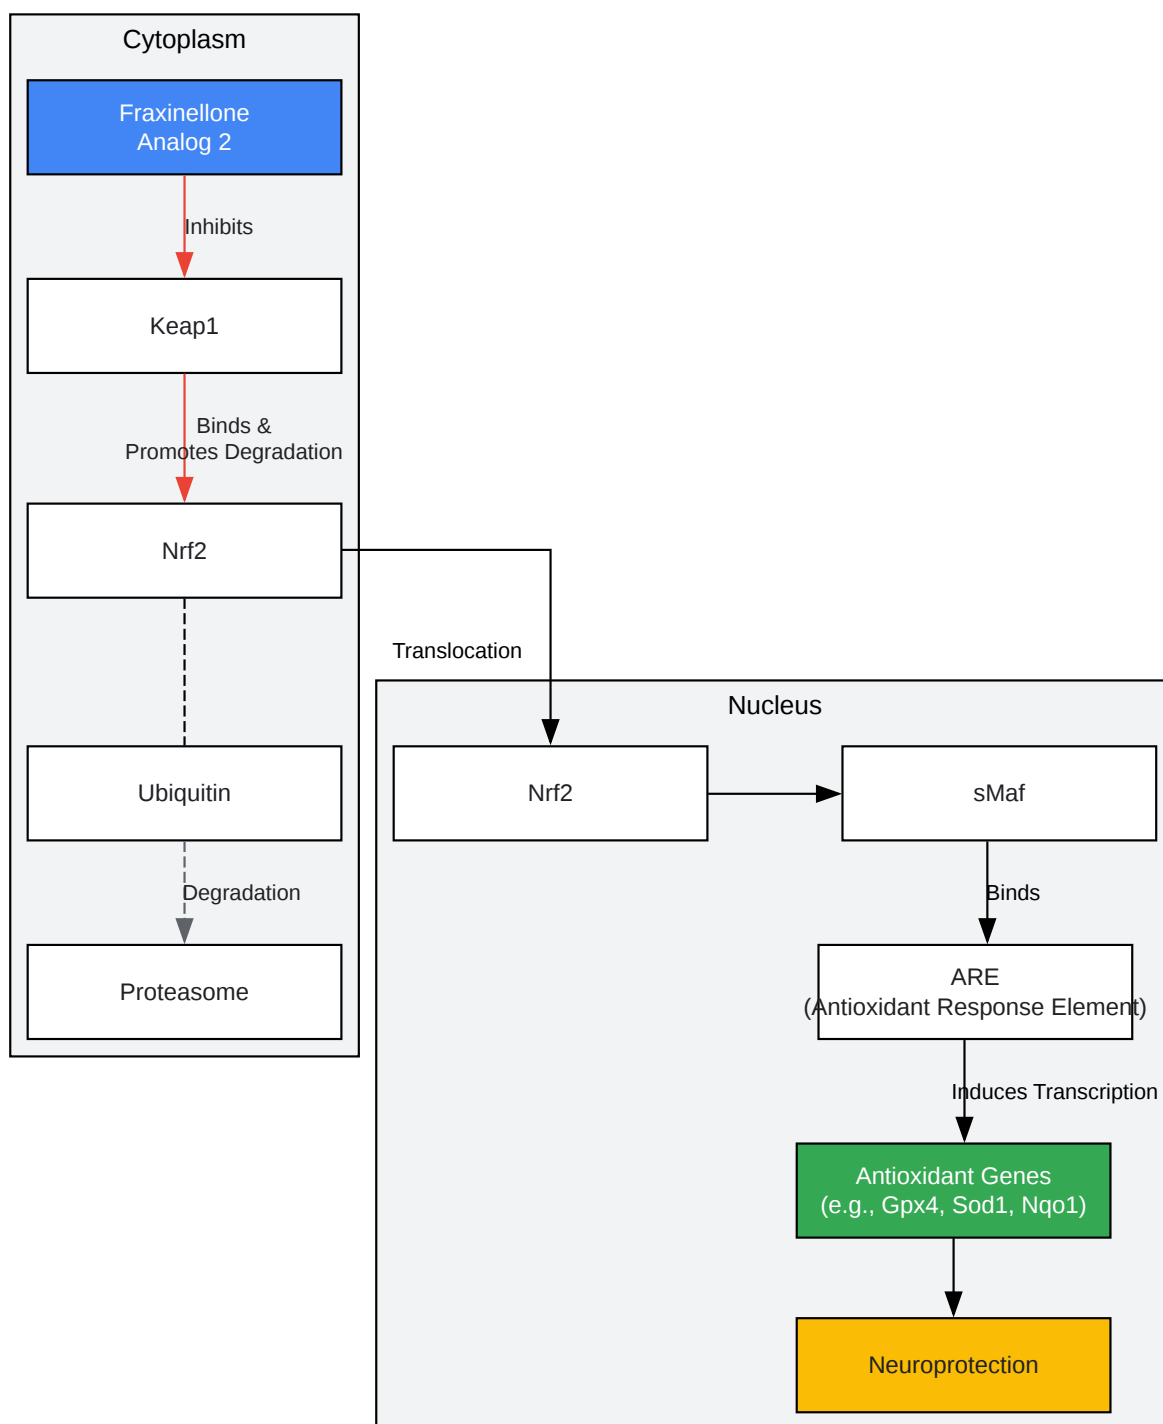 Cytoplasm
Fraxinellone
Analog 2
Inhibits
Keap1
Binds &
Promotes Degradation
Nrf2
Translocation
Ubiquitin
Degradation
Proteasome
Nucleus
Nrf2
sMaf
Binds
ARE
(Antioxidant Response Element)
Induces Transcription
Antioxidant Genes
(e.g., Gpx4, Sod1, Nqo1)
Neuroprotection